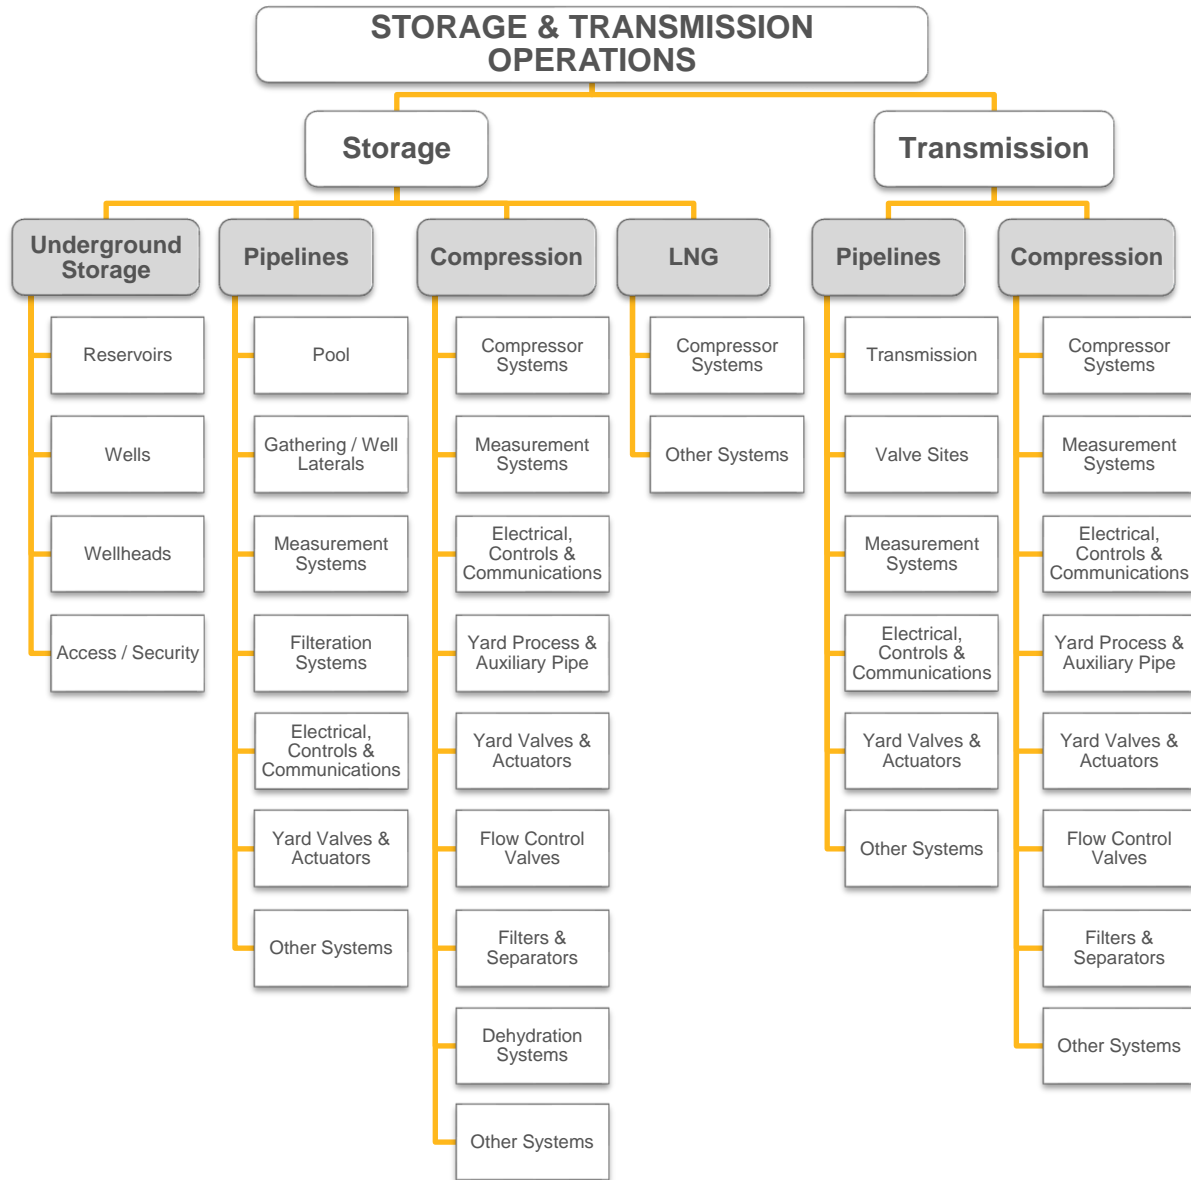 STORAGE & TRANSMISSION
OPERATIONS
Storage
Transmission
Underground
Storage
Pipelines
Compression
LNG
Pipelines
Compression
Reservoirs
Wells
Wellheads
Access / Security
Pool
Gathering / Well
Laterals
Measurement
Systems
Filteration
Systems
Electrical,
Controls &
Communications
Yard Valves &
Actuators
Other Systems
Compressor
Systems
Measurement
Systems
Electrical,
Controls &
Communications
Yard Process &
Auxiliary Pipe
Yard Valves &
Actuators
Flow Control
Valves
Filters &
Separators
Dehydration
Systems
Other Systems
Compressor
Systems
Other Systems
Transmission
Valve Sites
Measurement
Systems
Electrical,
Controls &
Communications
Yard Valves &
Actuators
Other Systems
Compressor
Systems
Measurement
Systems
Electrical,
Controls &
Communications
Yard Process &
Auxiliary Pipe
Yard Valves &
Actuators
Flow Control
Valves
Filters &
Separators
Other Systems